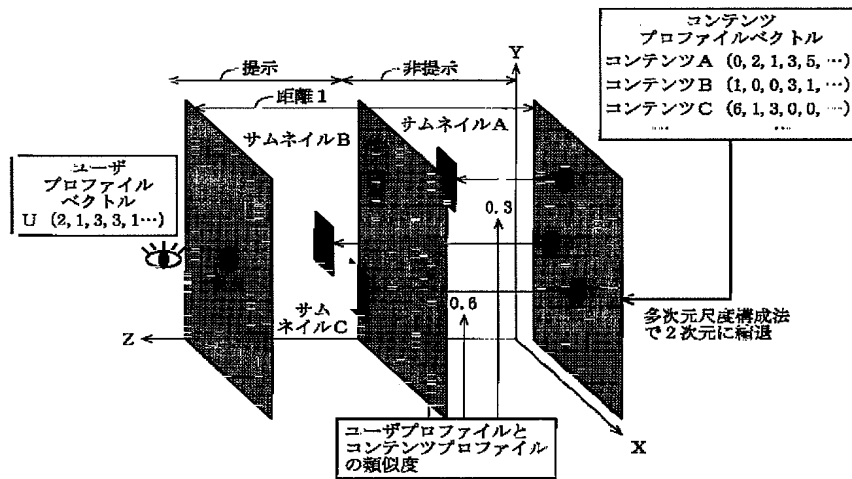 コンテンツ
プロファイルベクトル
コンテンツA (0, 2, 1, 3, 5, …)
コンテンツB (1, 0, 0, 3, 1, …)
コンテンツC (6, 1, 3, 0, 0, …)
…… ……
Y
提示
非提示
距離1
サムネイルA
サムネイルB
ユーザ
プロファイル
ベクトル
U (2, 1, 3, 3, 1…)
0.3
0.6
サム
ネイルC
Z
多次元尺度構成法
で2次元に縮退
X
ユーザプロファイルと
コンテンツプロファイル
の類似度